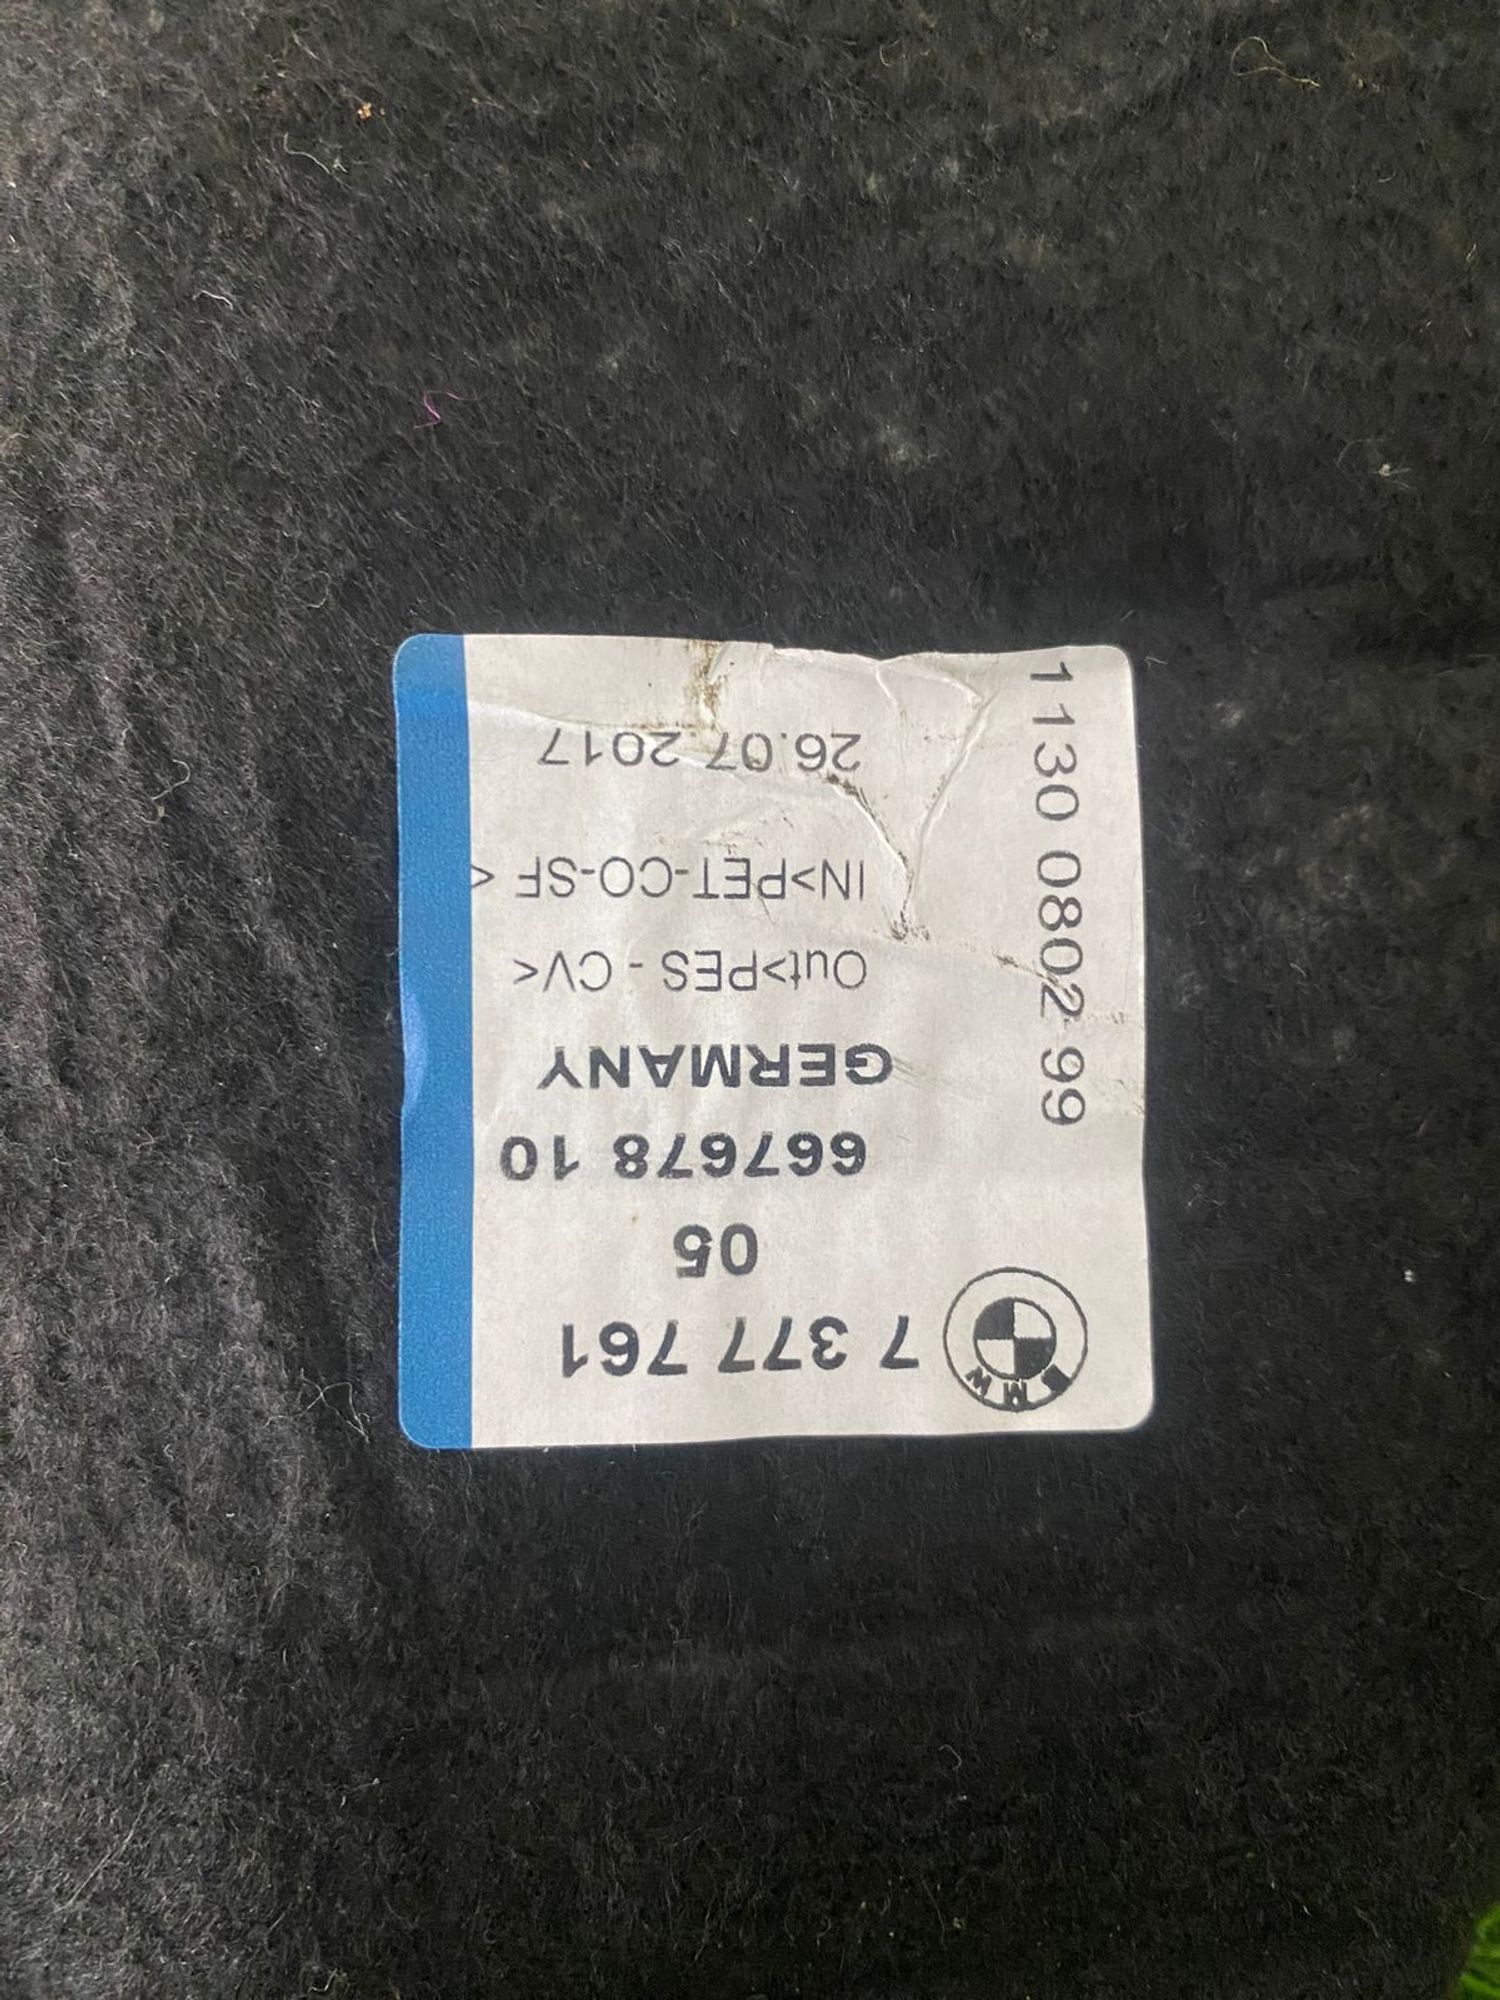 BMW
7 377 761
05
667678 10
GERMANY
Out>PES - CV<
IN>PET-CO-SF <
26.07.2017
1130 0802 99